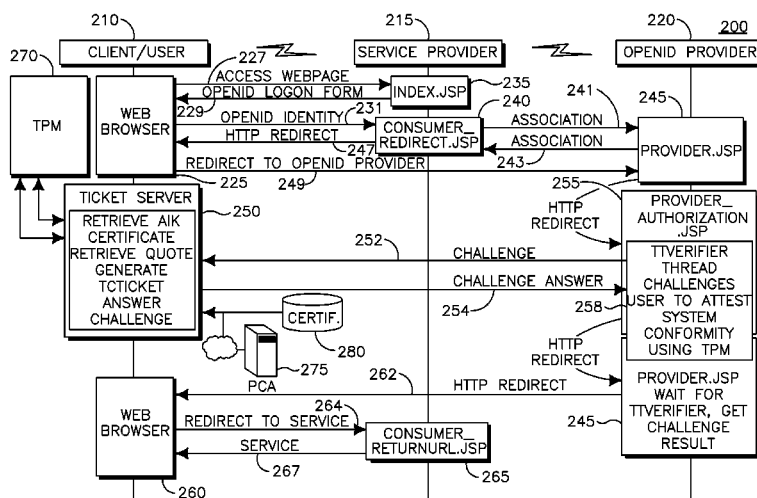 210
215
220
200
270
CLIENT/USER
227
SERVICE PROVIDER
OPENID PROVIDER
ACCESS WEBPAGE
OPENID LOGON FORM
229
INDEX.JSP
235
TPM
WEB
BROWSER
OPENID IDENTITY
231
HTTP REDIRECT
247
CONSUMER_
REDIRECT.JSP
240
ASSOCIATION
241
ASSOCIATION
243
245
PROVIDER.JSP
REDIRECT TO OPENID PROVIDER
225
249
TICKET SERVER
250
RETRIEVE AIK
CERTIFICATE
RETRIEVE QUOTE
GENERATE
TCTICKET
ANSWER
CHALLENGE
255
HTTP
REDIRECT
PROVIDER_
AUTHORIZATION
.JSP
252
CHALLENGE
CHALLENGE ANSWER
254
TTVERIFIER
THREAD
CHALLENGES
USER TO ATTEST
SYSTEM
CONFORMITY
USING TPM
258
CERTIF.
280
275
PCA
HTTP
REDIRECT
262
HTTP REDIRECT
PROVIDER.JSP
WAIT FOR
TTVERIFIER, GET
CHALLENGE
RESULT
245
WEB
BROWSER
264
REDIRECT TO SERVICE
SERVICE
267
CONSUMER_
RETURNURL.JSP
265
260